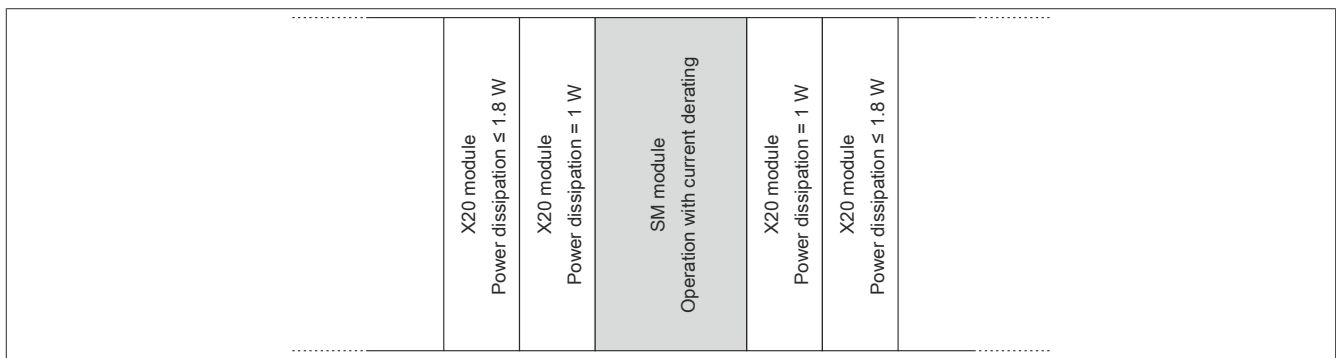 X20 module
Power dissipation ≤ 1.8 W
X20 module
Power dissipation = 1 W
SM module
Operation with current derating
X20 module
Power dissipation = 1 W
X20 module
Power dissipation ≤ 1.8 W